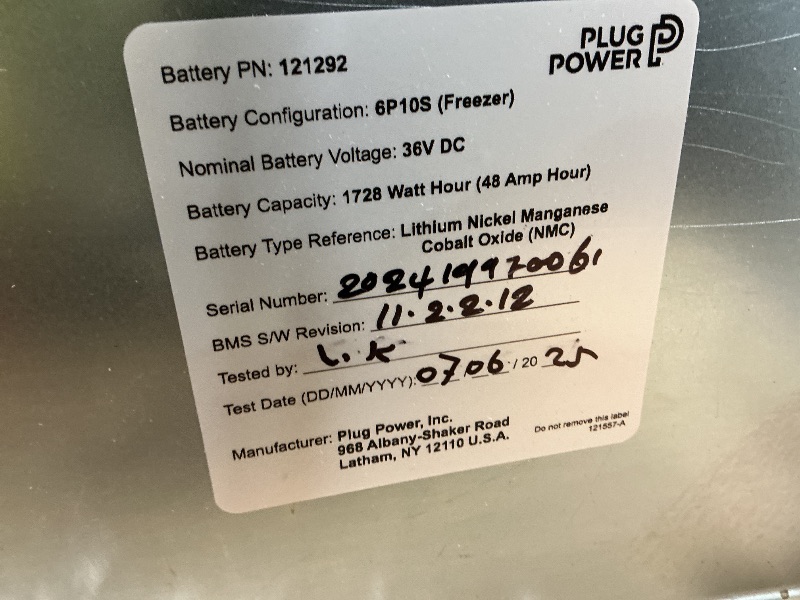 PLUG
POWER
Battery PN: 121292
Battery Configuration: 6P10S (Freezer)
Nominal Battery Voltage: 36V DC
Battery Capacity: 1728 Watt Hour (48 Amp Hour)
Battery Type Reference: Lithium Nickel Manganese
Cobalt Oxide (NMC)
Serial Number: 202419970061
BMS S/W Revision: 11.2.2.12
Tested by: L.K
Test Date (DD/MM/YYYY): 07 06 / 20 25
Manufacturer: Plug Power, Inc.
968 Albany-Shaker Road
Latham, NY 12110 U.S.A.
Do not remove this label
121557-A